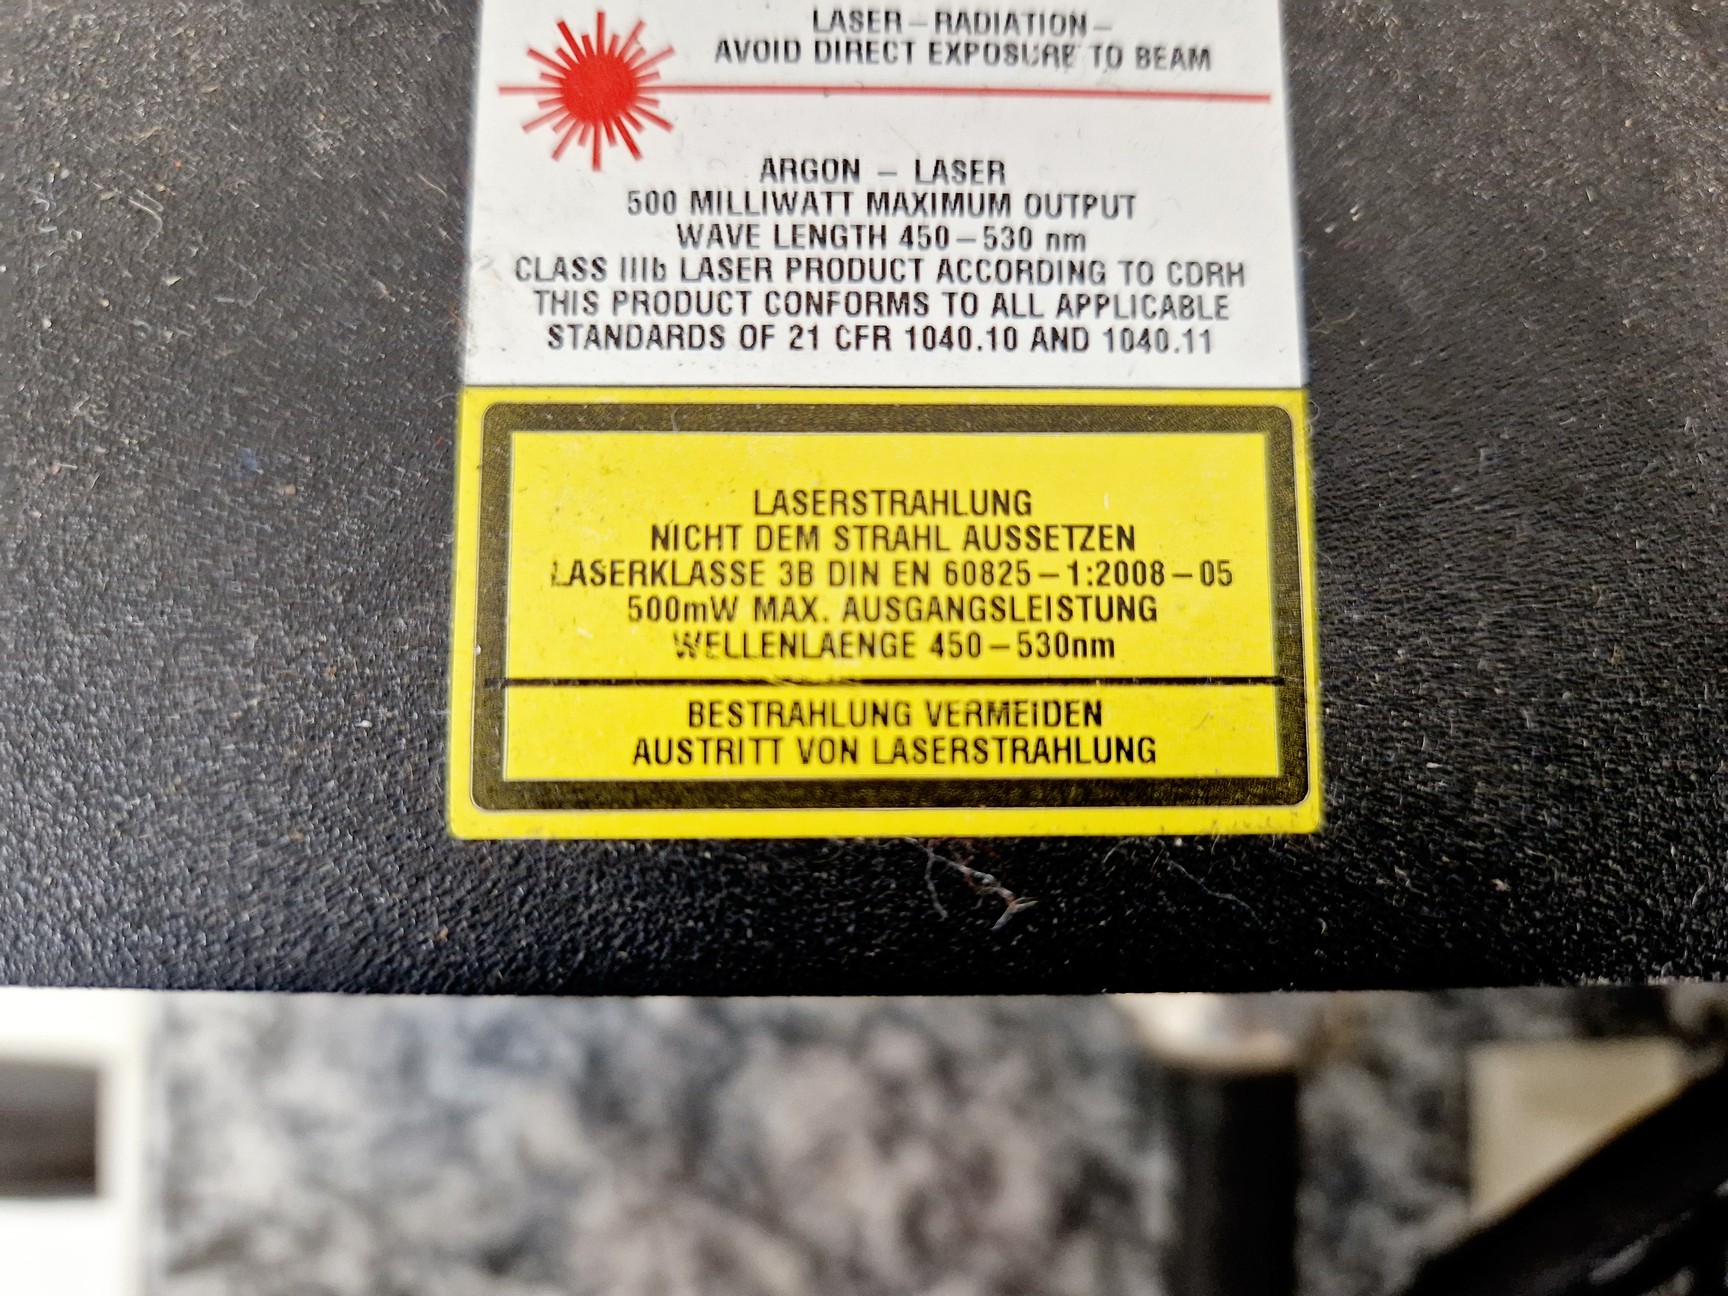 LASER – RADIATION –
AVOID DIRECT EXPOSURE TO BEAM
ARGON – LASER
500 MILLIWATT MAXIMUM OUTPUT
WAVE LENGTH 450 – 530 nm
CLASS IIIb LASER PRODUCT ACCORDING TO CDRH
THIS PRODUCT CONFORMS TO ALL APPLICABLE
STANDARDS OF 21 CFR 1040.10 AND 1040.11
LASERSTRAHLUNG
NICHT DEM STRAHL AUSSETZEN
LASERKLASSE 3B DIN EN 60825 – 1:2008 – 05
500mW MAX. AUSGANGSLEISTUNG
WELLENLAENGE 450 – 530nm
BESTRAHLUNG VERMEIDEN
AUSTRITT VON LASERSTRAHLUNG